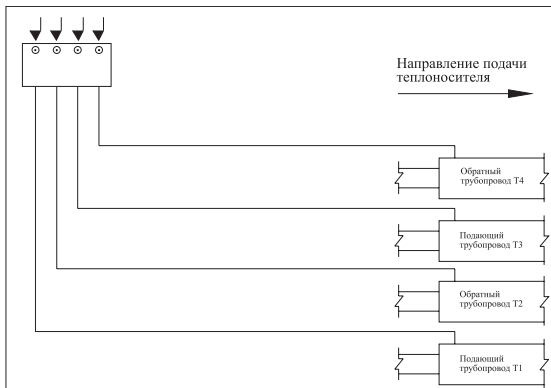 Направление подачи
теплоносителя
Обратный
трубопровод Т4
Подающий
трубопровод Т3
Обратный
трубопровод Т2
Подающий
трубопровод Т1